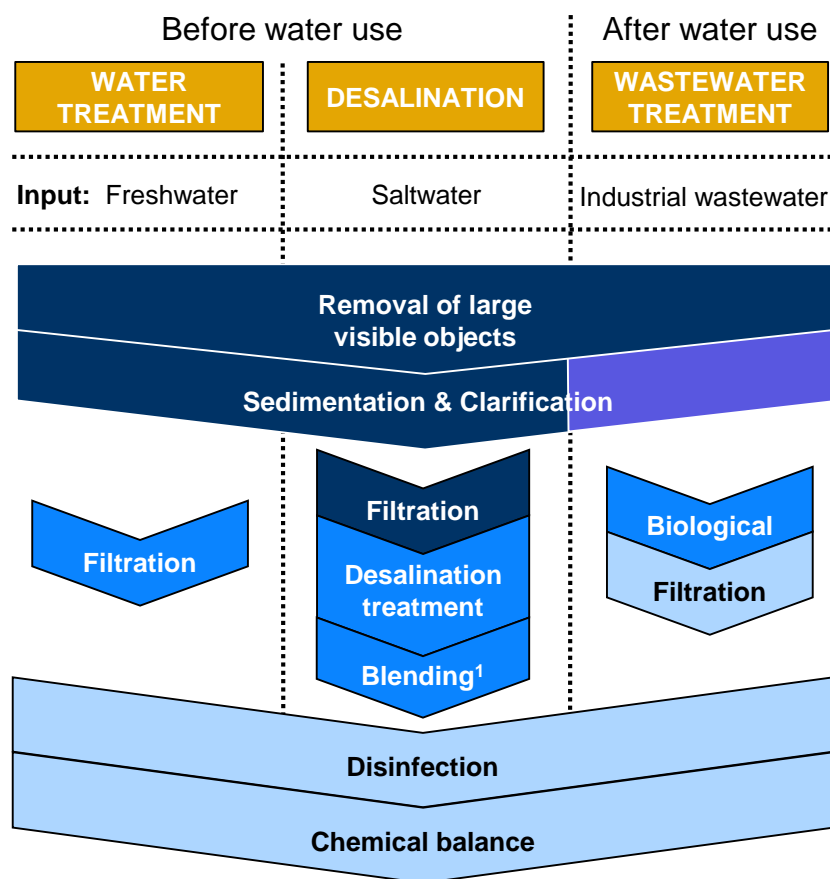 Before water use
After water use
WATER
TREATMENT
DESALINATION
WASTEWATER
TREATMENT
Input: Freshwater
Saltwater
Industrial wastewater
Removal of large
visible objects
Sedimentation & Clarification
Filtration
Filtration
Desalination
treatment
Blending¹
Biological
Filtration
Disinfection
Chemical balance